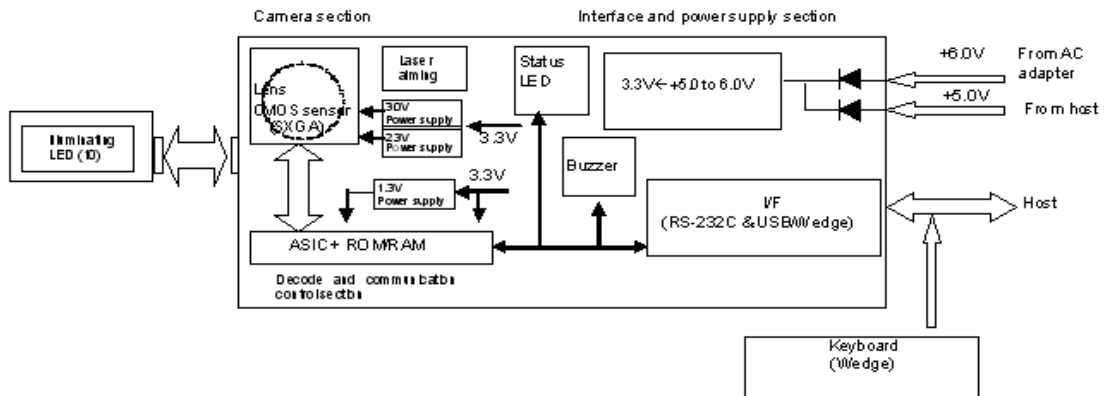 Camera section
Interface and power supply section
Lens
CMOS sensor
(SXGA)
Laser
aiming
Status
LED
3.3V← +5.0 to 6.0V
+6.0V
From AC
adapter
+5.0V
From host
Illuminating
LED (10)
3.0V
Power supply
2.3V
Power supply
3.3V
Buzzer
3.3V
1.3V
Power supply
I/F
(RS-232C & USB/Wedge)
Host
ASIC + ROM/RAM
Decode and communication
control section
Keyboard
(Wedge)